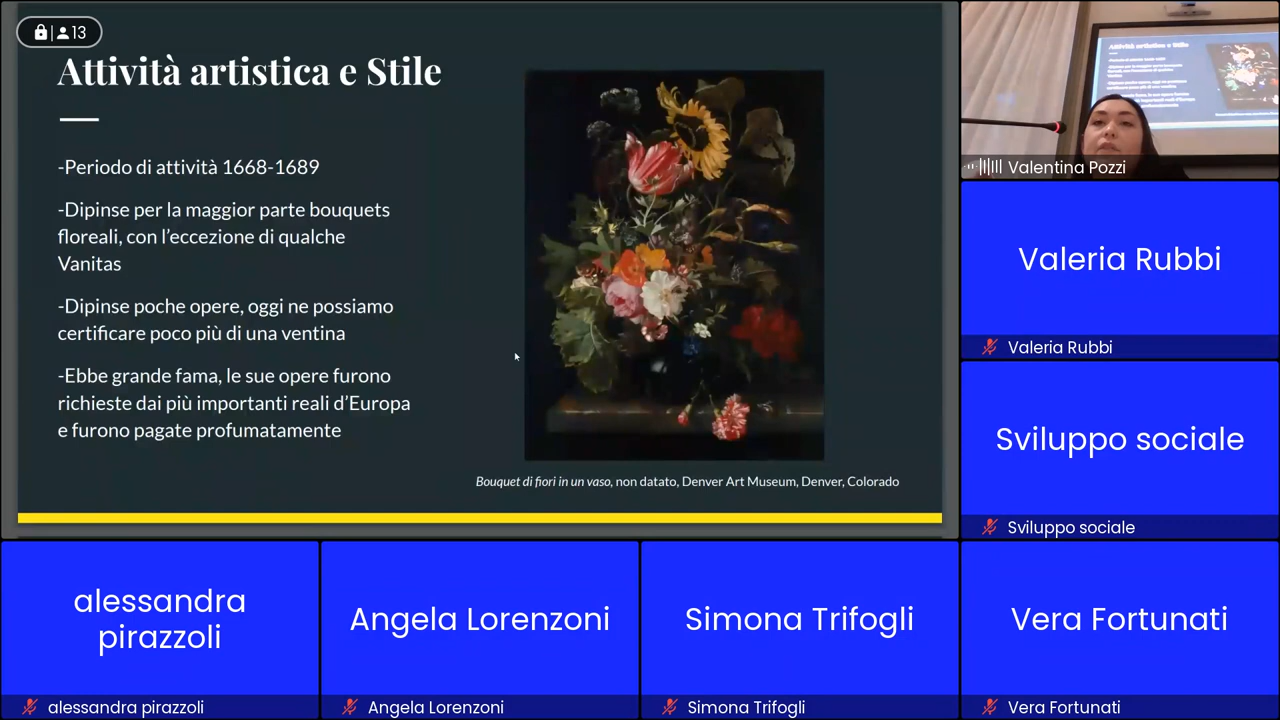 13
Attività artistica e Stile
-Periodo di attività 1668-1689
-Dipinse per la maggior parte bouquets
floreali, con l’eccezione di qualche
Vanitas
-Dipinse poche opere, oggi ne possiamo
certificare poco più di una ventina
-Ebbe grande fama, le sue opere furono
richieste dai più importanti reali d’Europa
e furono pagate profumatamente
Bouquet di fiori in un vaso, non datato, Denver Art Museum, Denver, Colorado
Attività artistica e Stile
Valentina Pozzi
Valeria Rubbi
Valeria Rubbi
Sviluppo sociale
Sviluppo sociale
alessandra
pirazzoli
alessandra pirazzoli
Angela Lorenzoni
Angela Lorenzoni
Simona Trifogli
Simona Trifogli
Vera Fortunati
Vera Fortunati